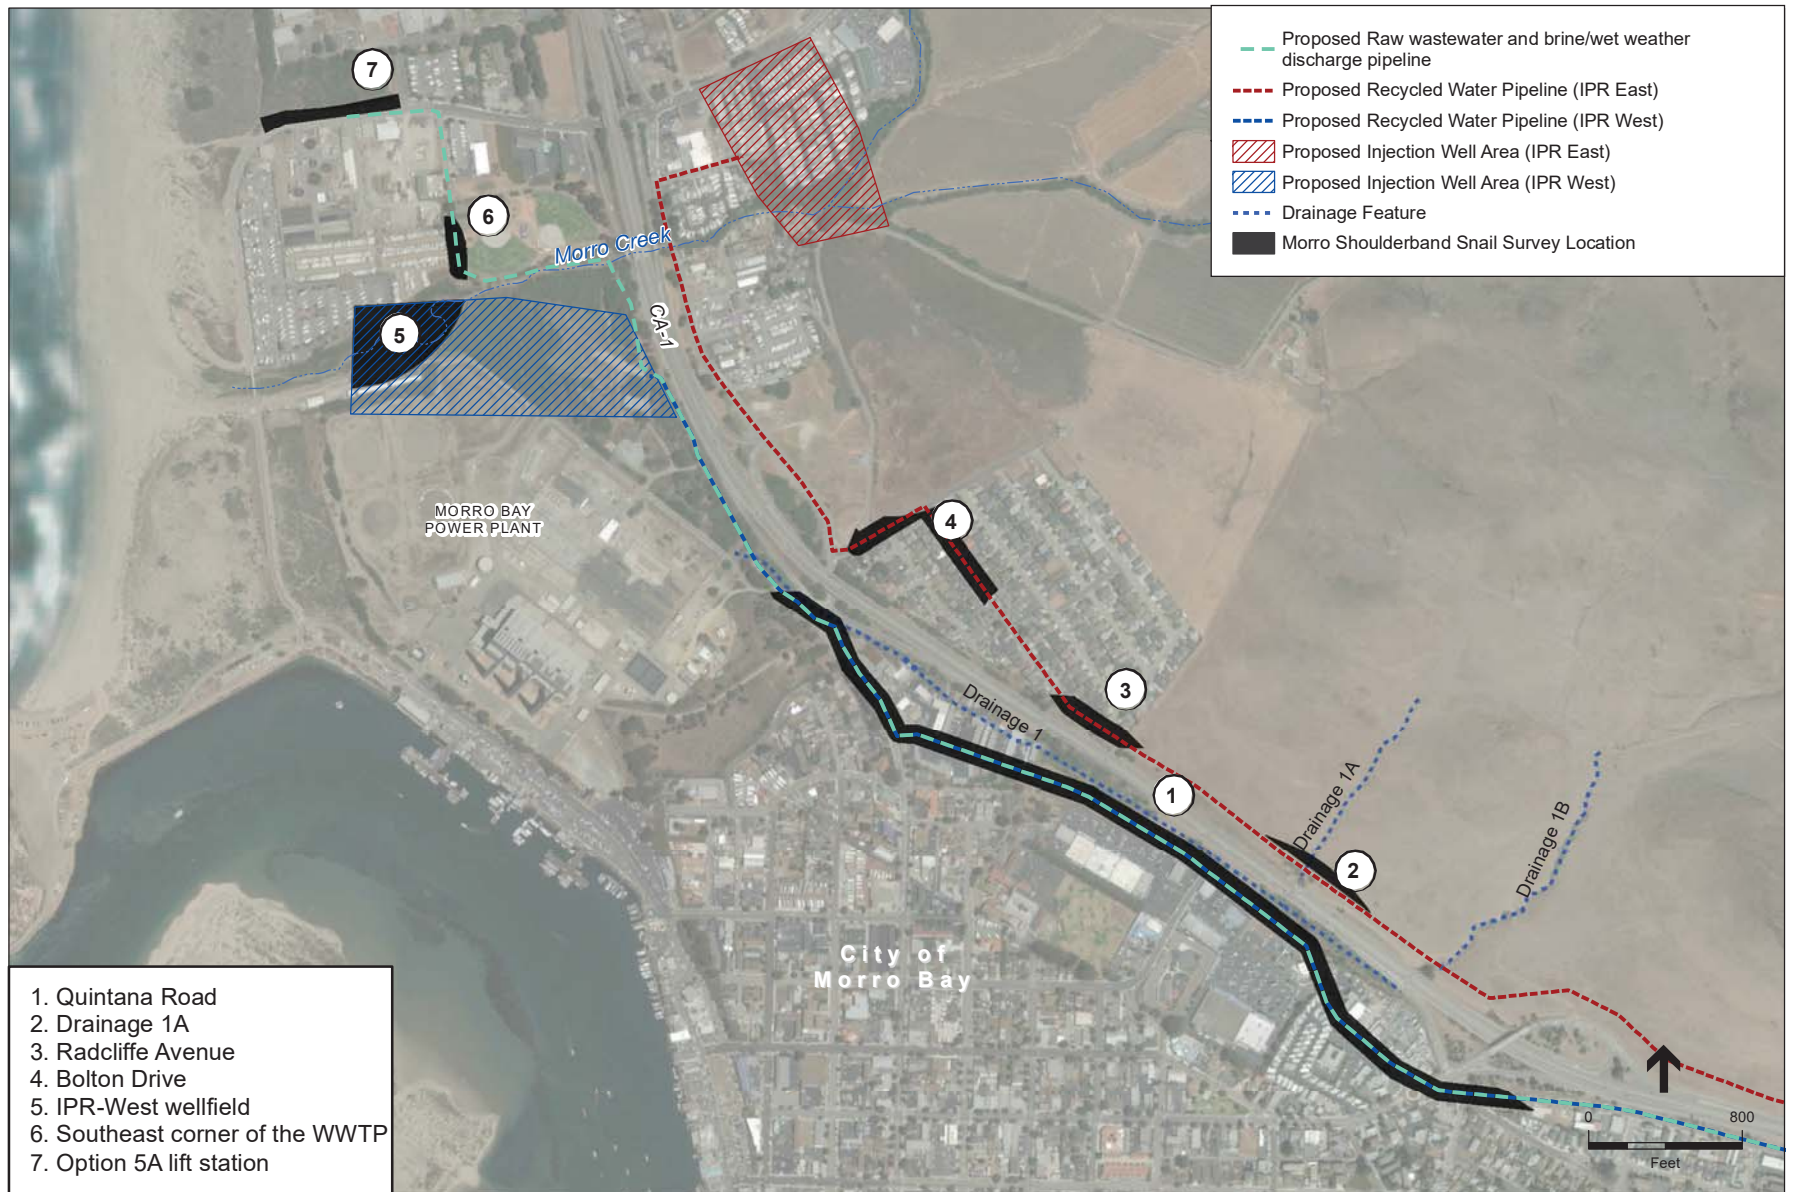 Proposed Raw wastewater and brine/wet weather
discharge pipeline
Proposed Recycled Water Pipeline (IPR East)
Proposed Recycled Water Pipeline (IPR West)
Proposed Injection Well Area (IPR East)
Proposed Injection Well Area (IPR West)
Drainage Feature
Morro Shoulderband Snail Survey Location
7
6
Morro Creek
5
CA-1
MORRO BAY
POWER PLANT
4
3
Drainage 1
1
Drainage 1A
2
Drainage 1B
City of
Morro Bay
1. Quintana Road
2. Drainage 1A
3. Radcliffe Avenue
4. Bolton Drive
5. IPR-West wellfield
6. Southeast corner of the WWTP
7. Option 5A lift station
0 800
Feet